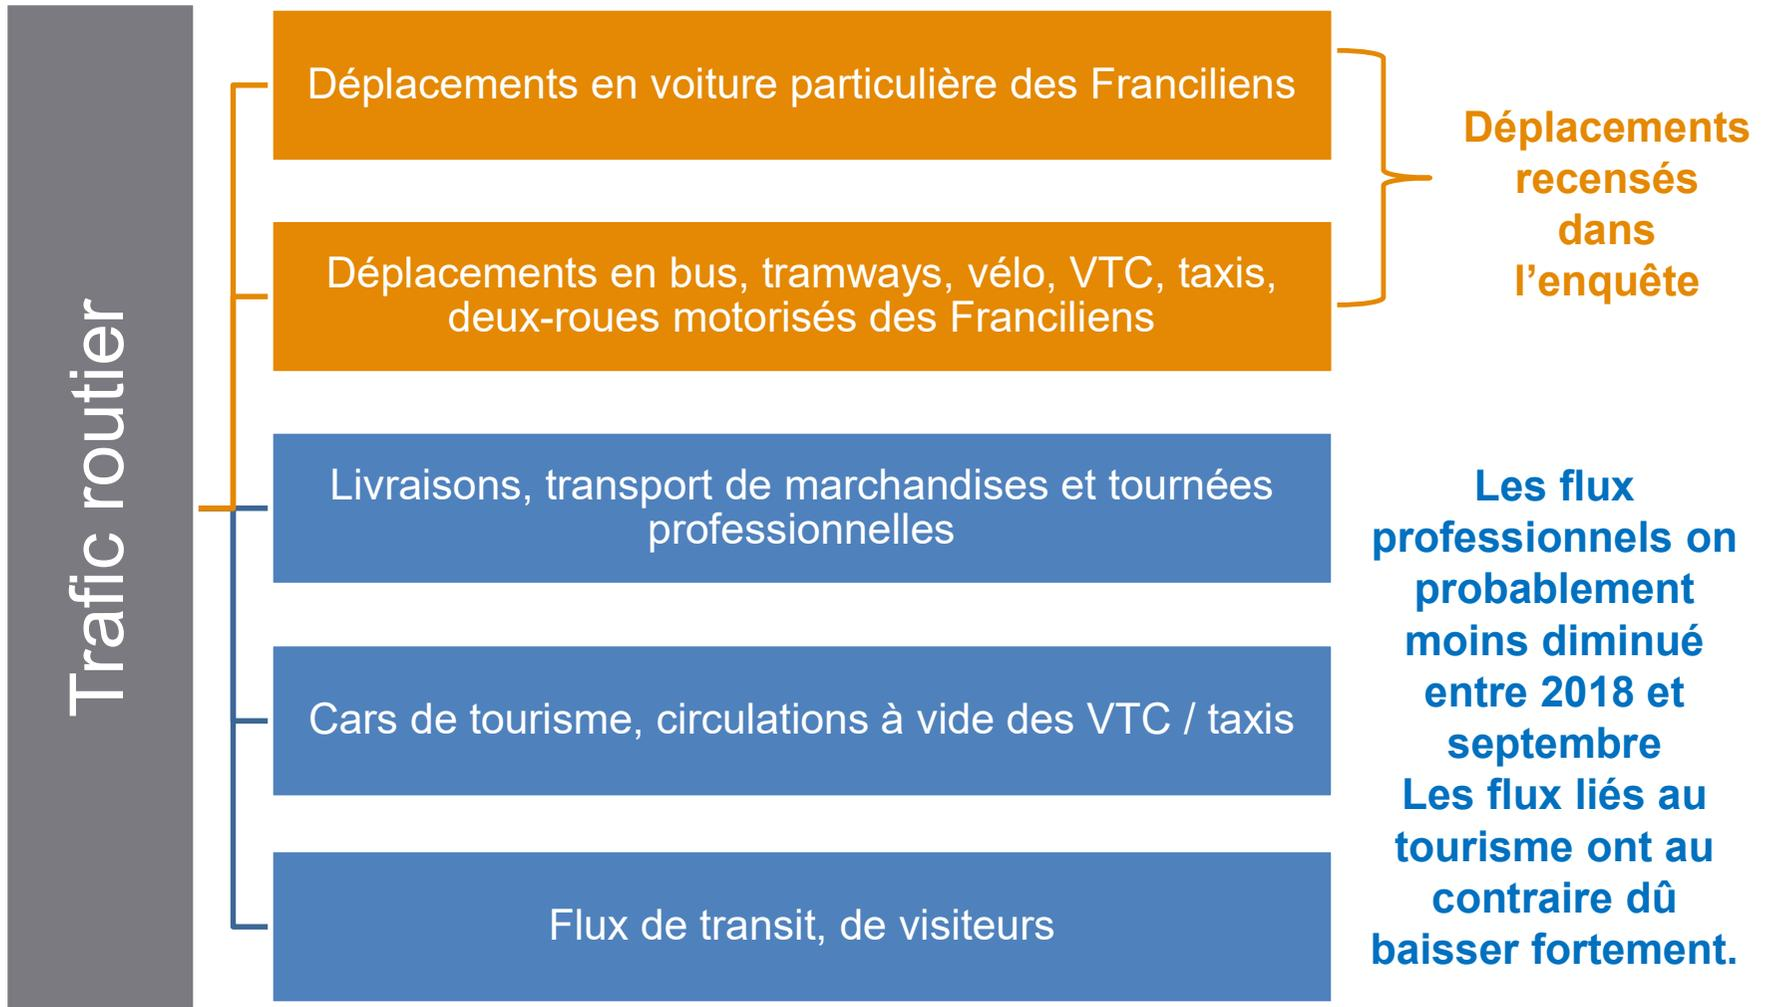 Trafic routier
Déplacements en voiture particulière des Franciliens
Déplacements en bus, tramways, vélo, VTC, taxis,
deux-roues motorisés des Franciliens
Déplacements
recensés
dans
l’enquête
Livraisons, transport de marchandises et tournées
professionnelles
Cars de tourisme, circulations à vide des VTC / taxis
Flux de transit, de visiteurs
Les flux
professionnels on
probablement
moins diminué
entre 2018 et
septembre
Les flux liés au
tourisme ont au
contraire dû
baisser fortement.